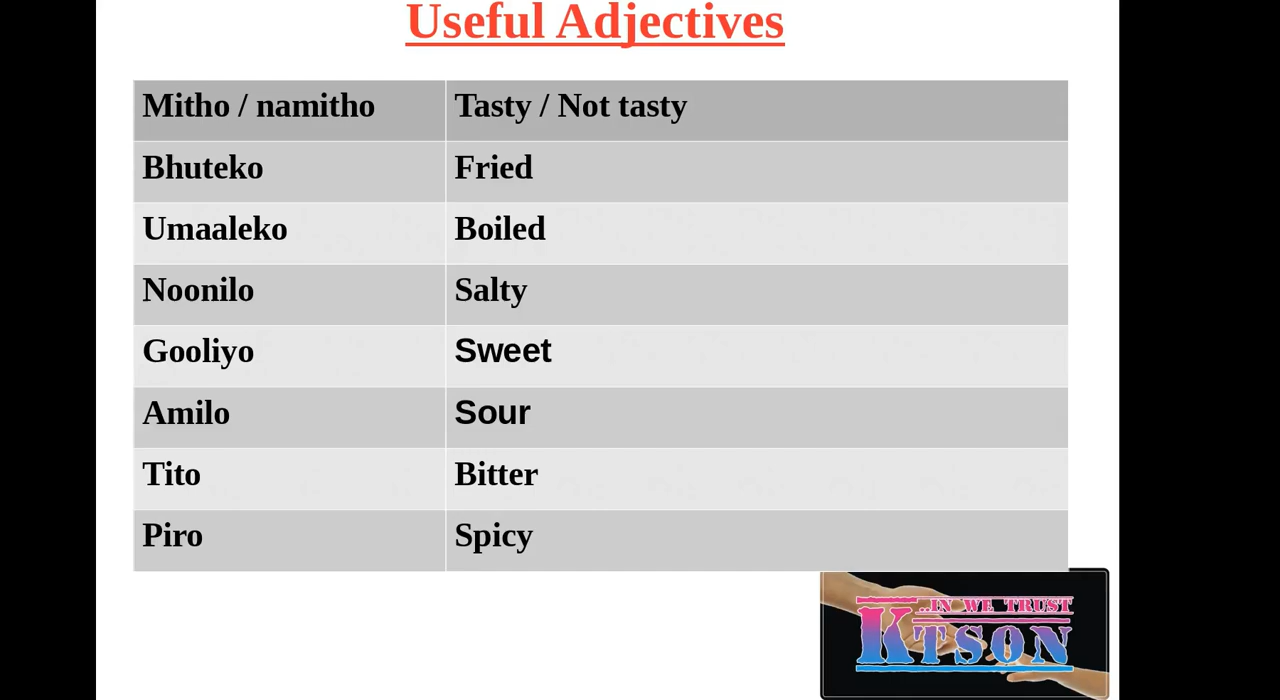 Useful Adjectives
Mitho / namitho Tasty / Not tasty
Bhuteko Fried
Umaaleko Boiled
Noonilo Salty
Gooliyo Sweet
Amilo Sour
Tito Bitter
Piro Spicy
..IN WE TRUST
KTSON